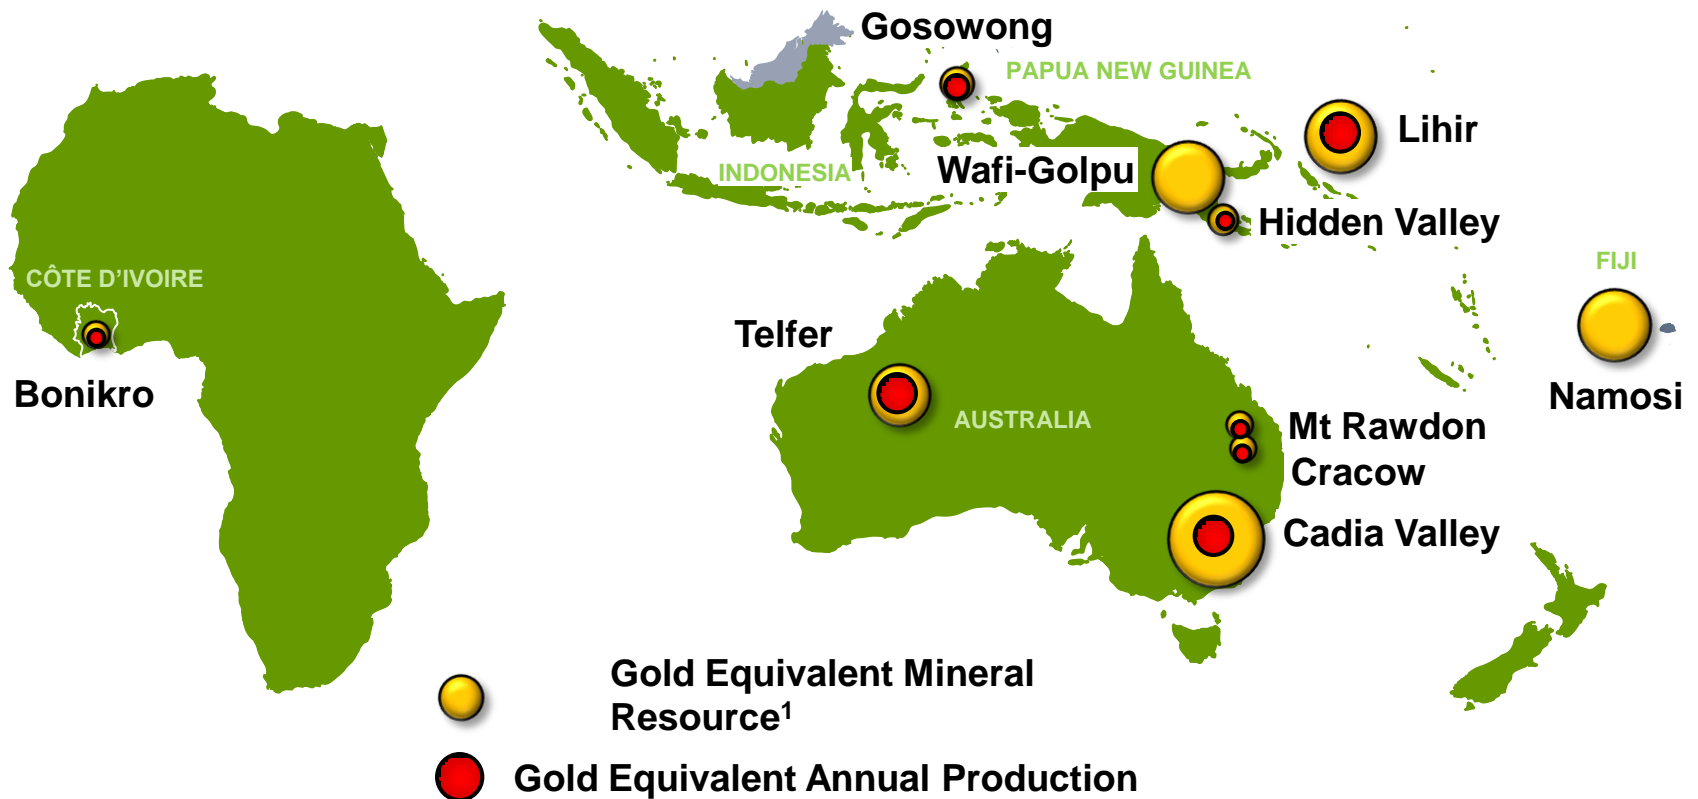 Gosowong
PAPUA NEW GUINEA
Lihir
INDONESIA
Wafi-Golpu
Hidden Valley
CÔTE D’IVOIRE
FIJI
Telfer
Bonikro
Namosi
AUSTRALIA
Mt Rawdon
Cracow
Cadia Valley
Gold Equivalent Mineral
Resource¹
Gold Equivalent Annual Production